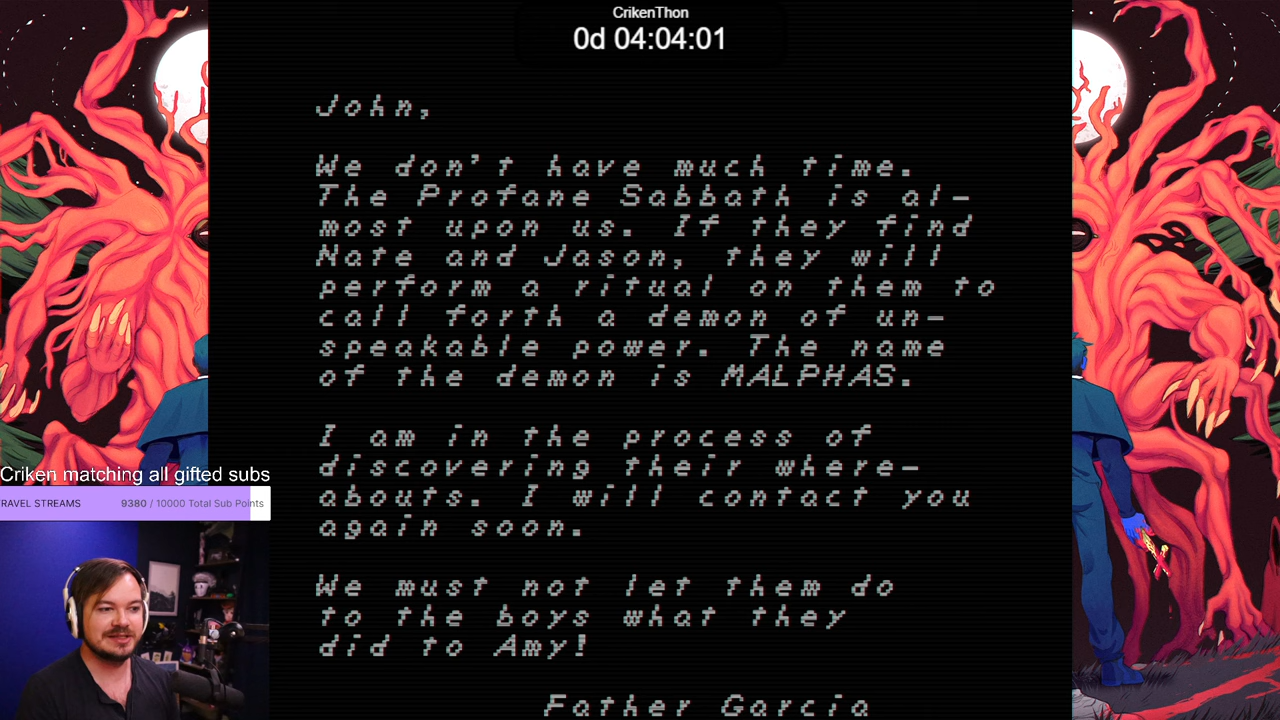 CrikenThon
0d 04:04:01
John,
We don't have much time.
The Profane Sabbath is al-
most upon us. If they find
Nate and Jason, they will
perform a ritual on them to
call forth a demon of un-
speakable power. The name
of the demon is MALPHAS.
I am in the process of
discovering their where-
abouts. I will contact you
again soon.
We must not let them do
to the boys what they
did to Amy!
Father Garcia
Criken matching all gifted subs
RAVEL STREAMS 9380 / 10000 Total Sub Points